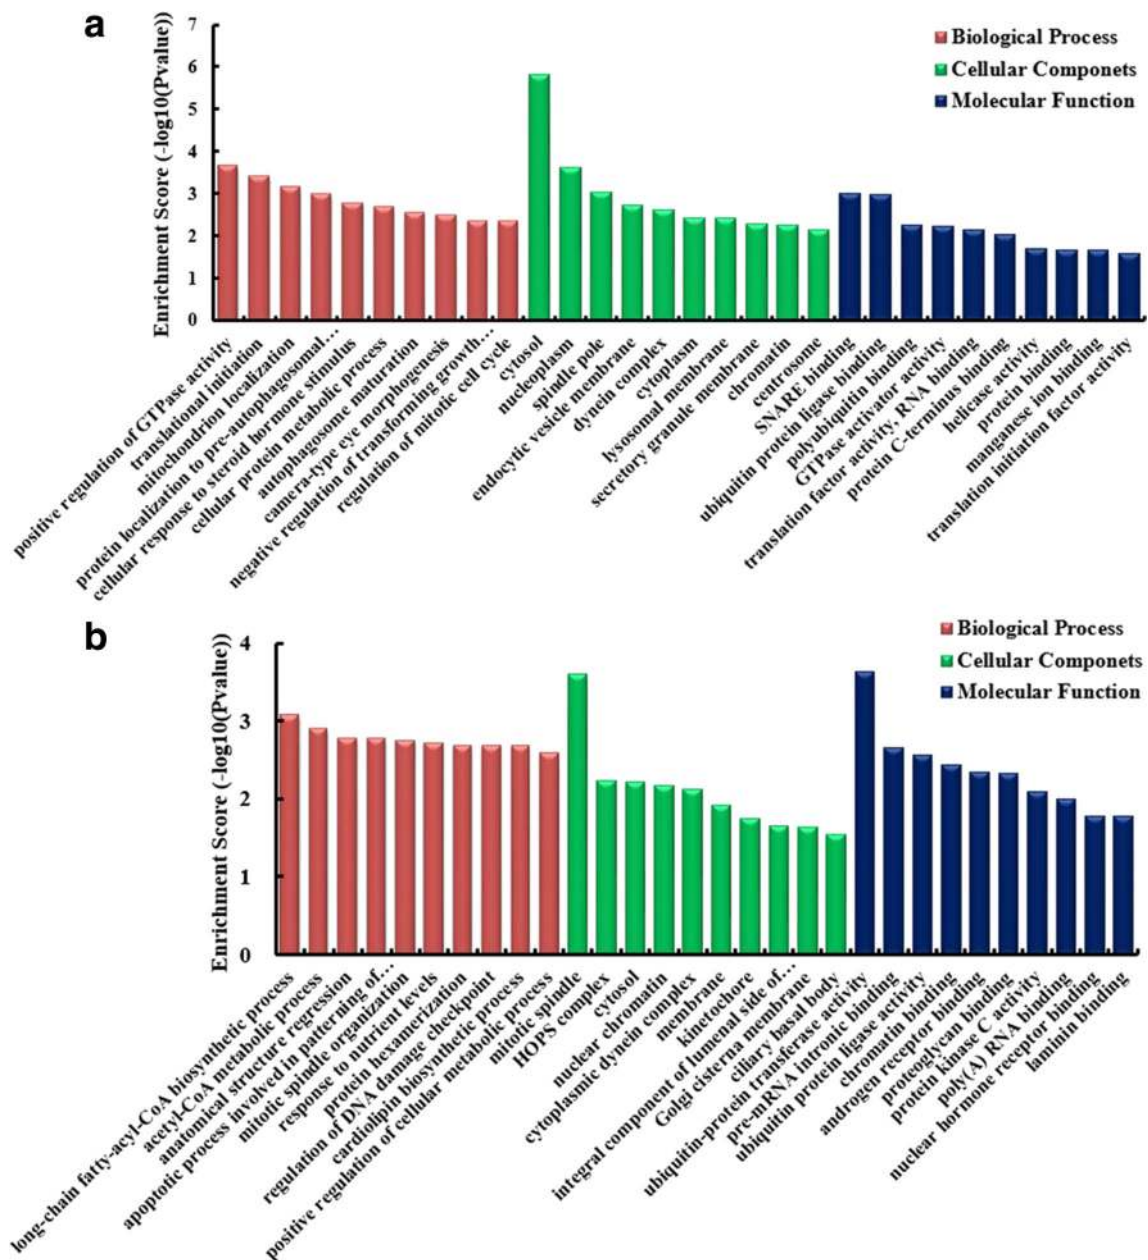 a
Enrichment Score (-log10(Pvalue))
7
6
5
4
3
2
1
0
Biological Process
Cellular Componets
Molecular Function
positive regulation of GTPase activity
translational initiation
mitochondrion localization
protein localization to pre-autophagosomal...
cellular response to steroid hormone stimulus
cellular protein metabolic process
autophagosome maturation
camera-type eye morphogenesis
negative regulation of transforming growth...
regulation of mitotic cell cycle
cytosol
nucleoplasm
spindle pole
endocytic vesicle membrane
dynein complex
cytoplasm
lysosomal membrane
secretory granule membrane
chromatin
centrosome
SNARE binding
ubiquitin protein ligase binding
polyubiquitin binding
GTPase activator activity
translation factor activity, RNA binding
protein C-terminus binding
helicase activity
protein binding
manganese ion binding
translation initiation factor activity
b
Enrichment Score (-log10(Pvalue))
4
3
2
1
0
Biological Process
Cellular Componets
Molecular Function
long-chain fatty-acyl-CoA biosynthetic process
acetyl-CoA metabolic process
anatomical structure regression
apoptotic process involved in patterning of...
mitotic spindle organization
response to nutrient levels
protein hexamerization
regulation of DNA damage checkpoint
cardiolipin biosynthetic process
positive regulation of cellular metabolic process
mitotic spindle
HOPS complex
cytosol
nuclear chromatin
cytoplasmic dynein complex
membrane
kinetochore
integral component of lumenal side of...
Golgi cisterna membrane
ciliary basal body
ubiquitin-protein transferase activity
pre-mRNA intronic binding
ubiquitin protein ligase activity
chromatin binding
androgen receptor binding
proteoglycan binding
protein kinase C activity
poly(A) RNA binding
nuclear hormone receptor binding
laminin binding